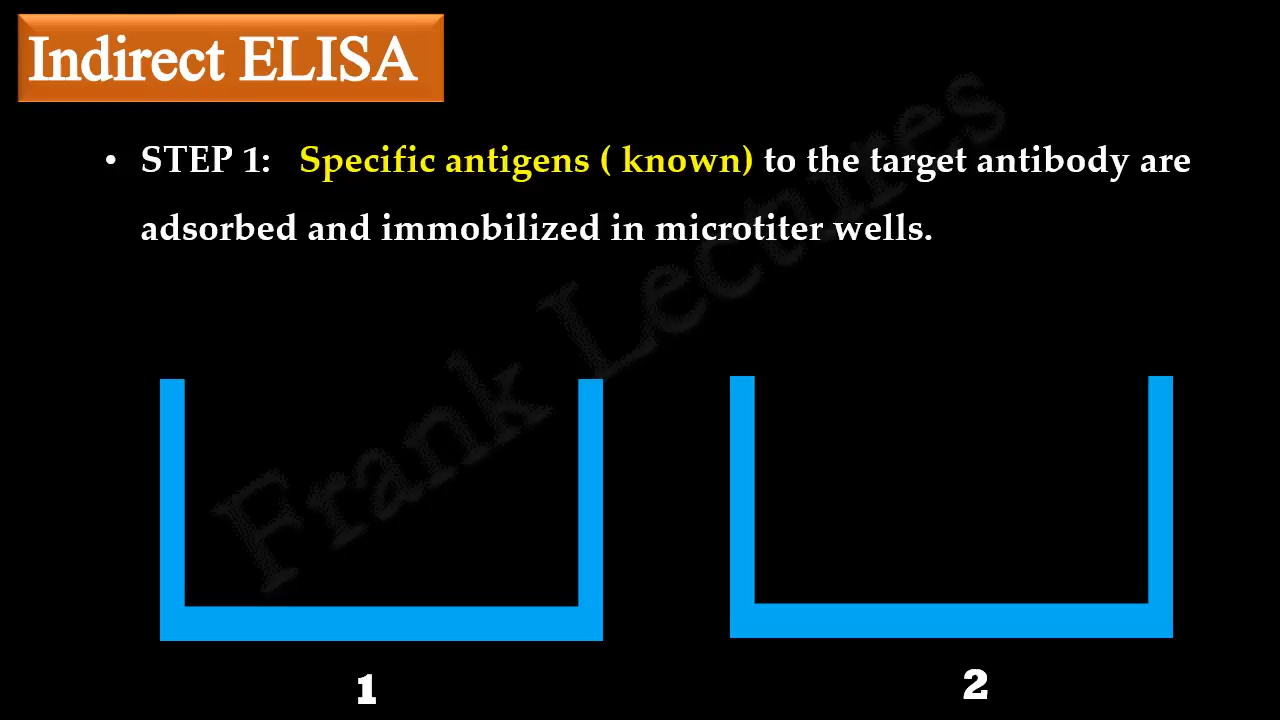 Indirect ELISA
• STEP 1: Specific antigens ( known) to the target antibody are
adsorbed and immobilized in microtiter wells.
Frank Lectures
1
2